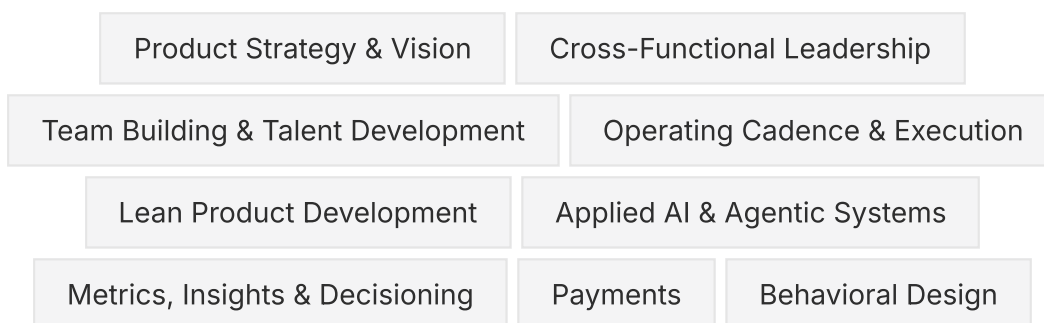 Product Strategy & Vision Cross-Functional Leadership
Team Building & Talent Development Operating Cadence & Execution
Lean Product Development Applied AI & Agentic Systems
Metrics, Insights & Decisioning Payments Behavioral Design